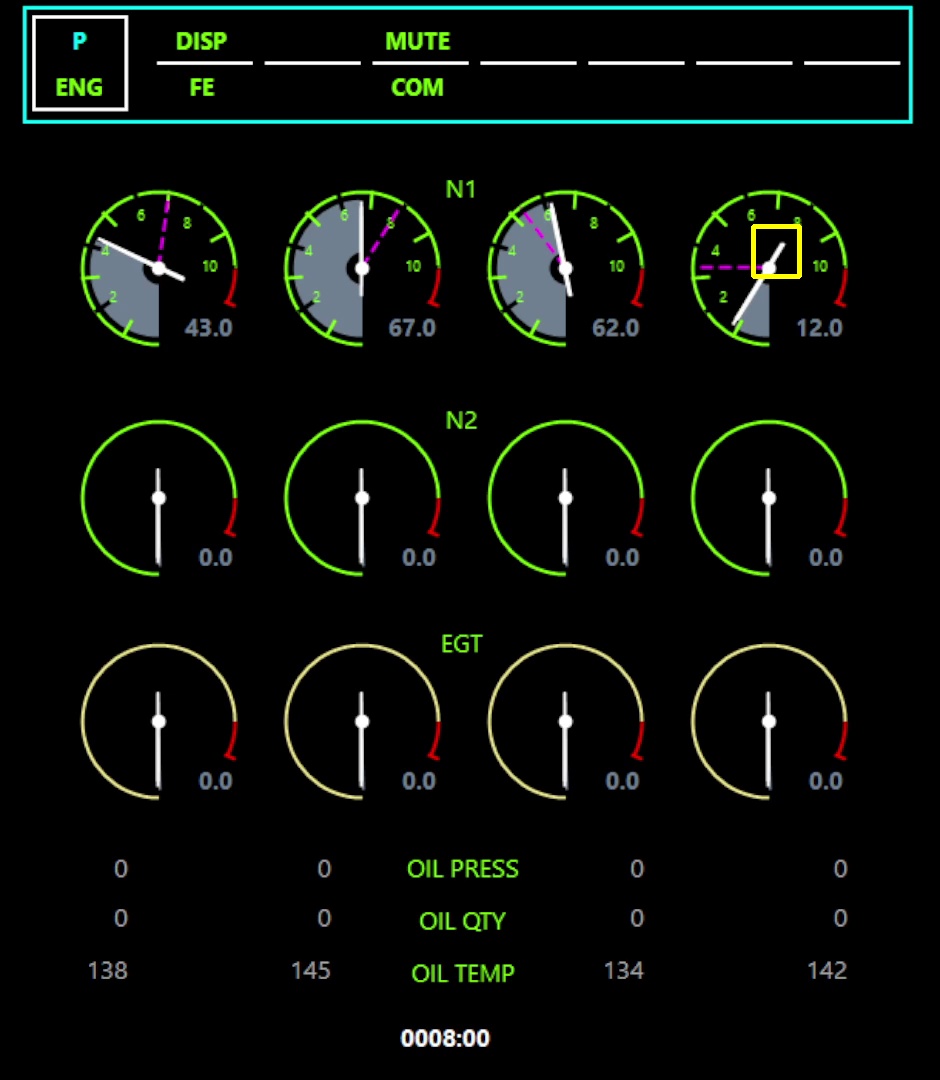 P DISP MUTE
ENG FE COM
N1
2 4 6 8 10 43.0
2 4 6 8 10 67.0
2 4 6 8 10 62.0
2 4 6 8 10 12.0
N2
0.0 0.0 0.0 0.0
EGT
0.0 0.0 0.0 0.0
0 0 OIL PRESS 0 0
0 0 OIL QTY 0 0
138 145 OIL TEMP 134 142
0008:00